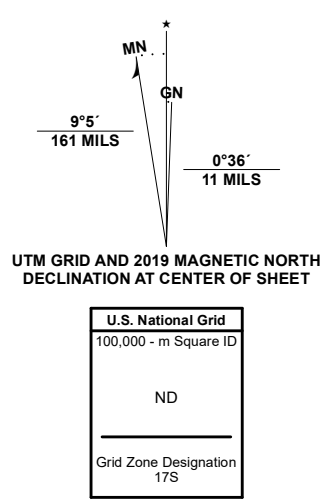 MN
GN
9°5´
161 MILS
0°36´
11 MILS
UTM GRID AND 2019 MAGNETIC NORTH
DECLINATION AT CENTER OF SHEET
U.S. National Grid
100,000 - m Square ID
ND
Grid Zone Designation
17S